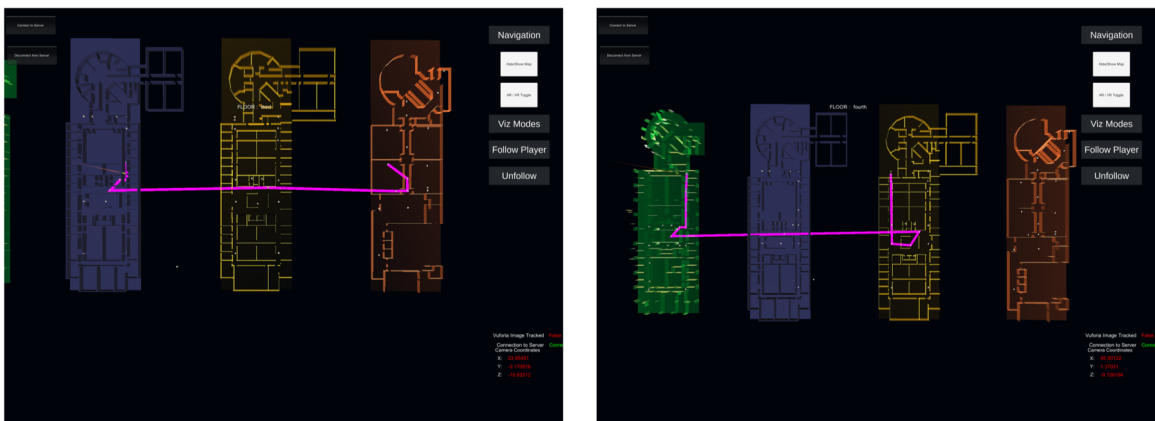 Connect to Server
Disconnect from Server
FLOOR :
Navigation
Hide/Show Map
AR / VR Toggle
Viz Modes
Follow Player
Unfollow
Vuforia Image Tracked False
Connection to Server
Camera Coordinates
X:
Y:
Z:
Connect to Server
Disconnect from Server
FLOOR : fourth
Navigation
Hide/Show Map
AR / VR Toggle
Viz Modes
Follow Player
Unfollow
Vuforia Image Tracked False
Connection to Server
Camera Coordinates
X:
Y:
Z: